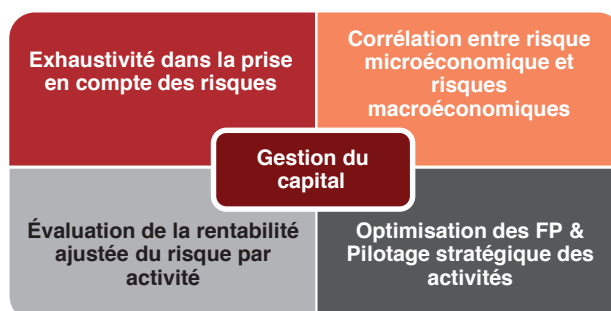 Exhaustivité dans la prise
en compte des risques
Corrélation entre risque
microéconomique et
risques
macroéconomiques
Gestion du
capital
Évaluation de la rentabilité
ajustée du risque par
activité
Optimisation des FP &
Pilotage stratégique des
activités